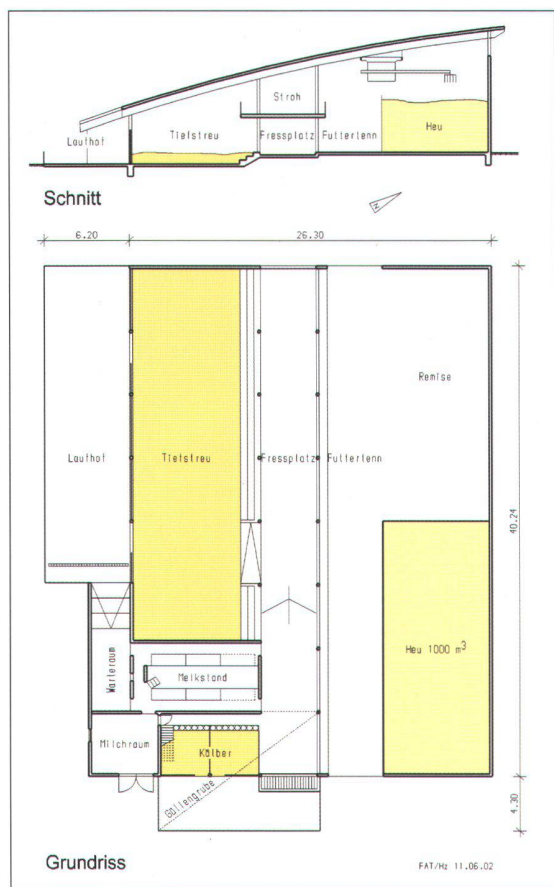 Stroh
Laufhof Tiefstreu Fressplatz Futtertenn Heu
Schnitt
N
6.20 26.30
Remise
Laufhof Tiefstreu Fressplatz Futtertenn
40.24
Heu 1000 m³
Warteraum
Melkstand
Milchraum
Kälber
Güllengrube
4.30
Grundriss
FAT/Hz 11.06.02